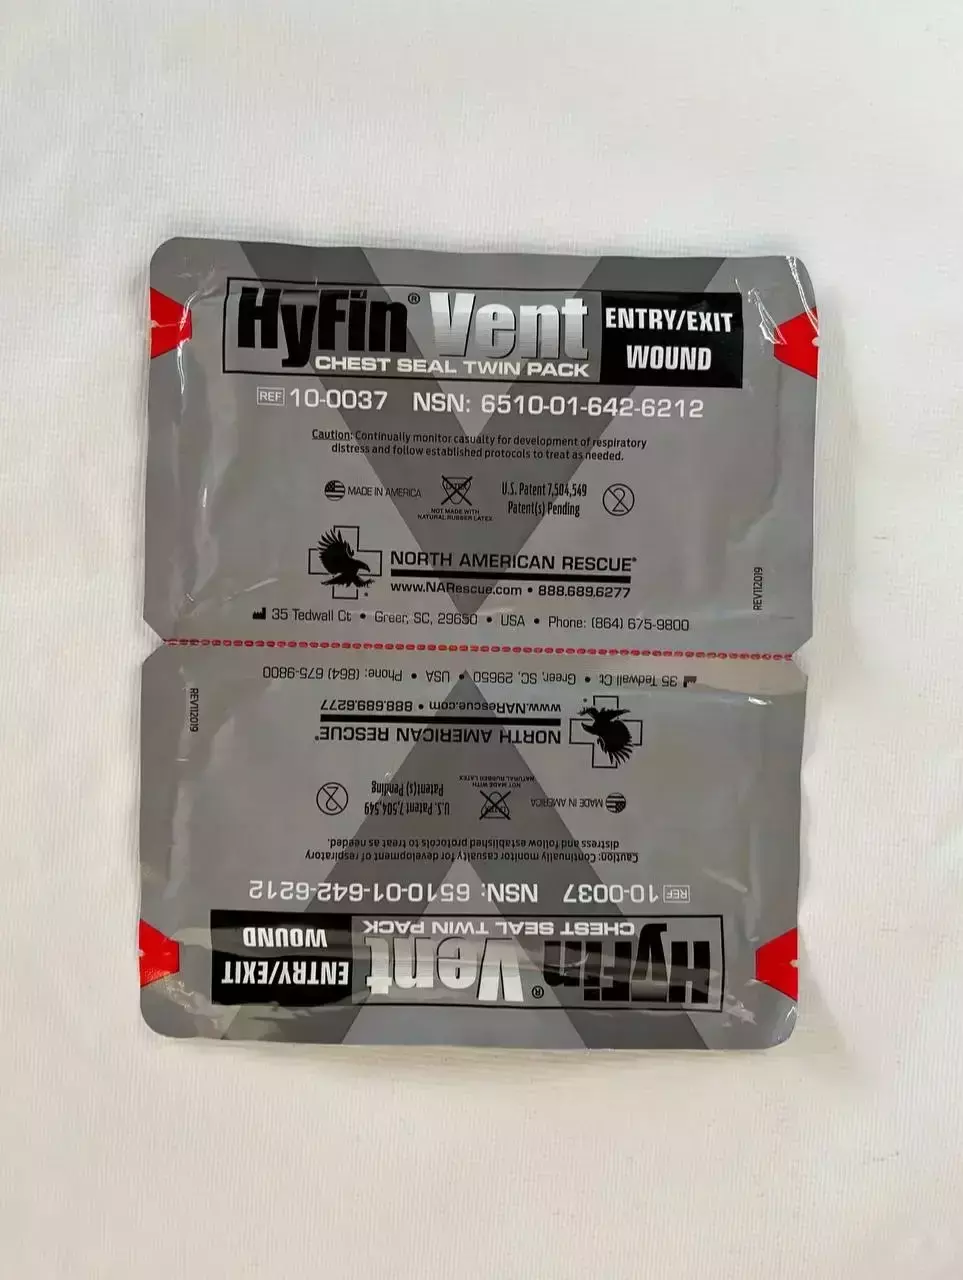 HyFin® Vent
CHEST SEAL TWIN PACK
ENTRY/EXIT
WOUND
REF 10-0037 NSN: 6510-01-642-6212
Caution: Continually monitor casualty for development of respiratory
distress and follow established protocols to treat as needed.
MADE IN AMERICA
LATEX
NOT MADE WITH
NATURAL RUBBER LATEX
U.S. Patent 7,504,549
Patent(s) Pending
2
NORTH AMERICAN RESCUE®
www.NARescue.com • 888.689.6277
35 Tedwall Ct • Greer, SC, 29650 • USA • Phone: (864) 675-9800
REV112019
HyFin® Vent
CHEST SEAL TWIN PACK
ENTRY/EXIT
WOUND
REF 10-0037 NSN: 6510-01-642-6212
Caution: Continually monitor casualty for development of respiratory
distress and follow established protocols to treat as needed.
MADE IN AMERICA
LATEX
NOT MADE WITH
NATURAL RUBBER LATEX
U.S. Patent 7,504,549
Patent(s) Pending
2
NORTH AMERICAN RESCUE®
www.NARescue.com • 888.689.6277
35 Tedwall Ct • Greer, SC, 29650 • USA • Phone: (864) 675-9800
REV112019